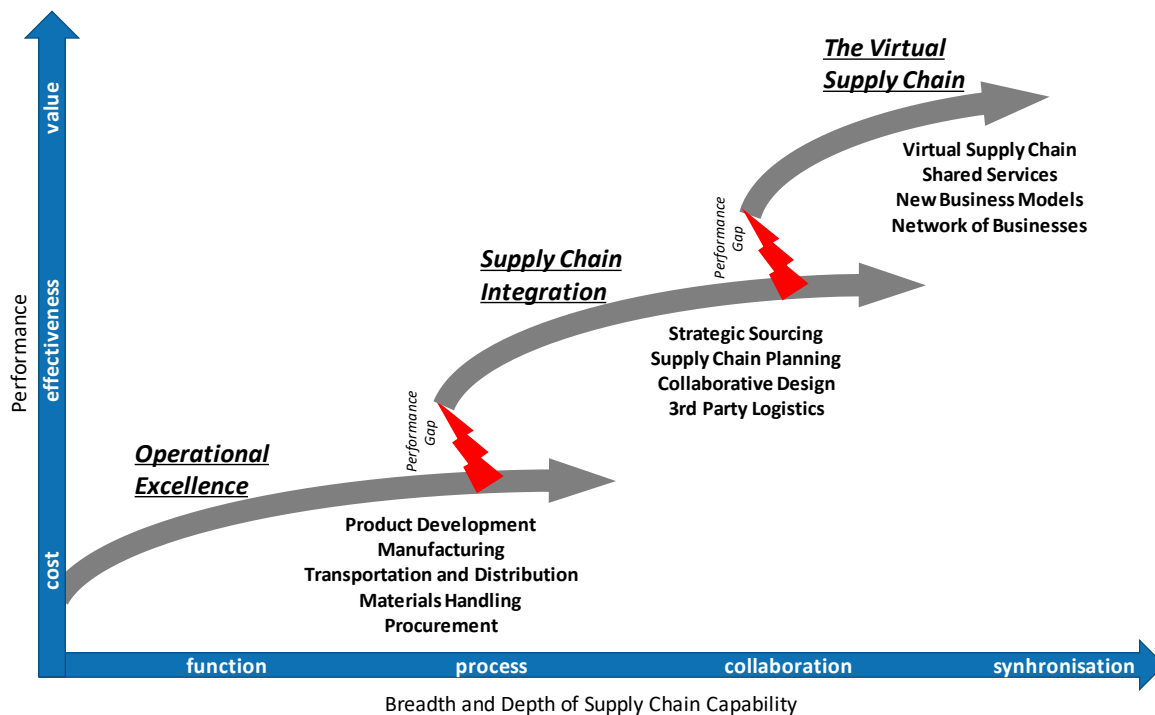 The Virtual
Supply Chain
Virtual Supply Chain
Shared Services
New Business Models
Network of Businesses
Performance
Gap
Supply Chain
Integration
Strategic Sourcing
Supply Chain Planning
Collaborative Design
3rd Party Logistics
Performance
Gap
Operational
Excellence
Product Development
Manufacturing
Transportation and Distribution
Materials Handling
Procurement
Performance
value
effectiveness
cost
function
process
collaboration
synhronisation
Breadth and Depth of Supply Chain Capability